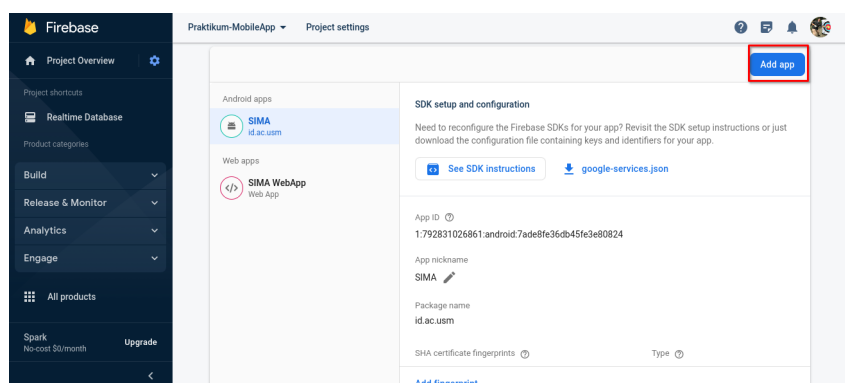 Firebase
Praktikum-MobileApp
Project settings
Project Overview
Add app
Project shortcuts
Realtime Database
Product categories
Build
Release & Monitor
Analytics
Engage
All products
Spark
No-cost $0/month
Upgrade
Android apps
SIMA
id.ac.usm
Web apps
SIMA WebApp
Web App
SDK setup and configuration
Need to reconfigure the Firebase SDKs for your app? Revisit the SDK setup instructions or just
download the configuration file containing keys and identifiers for your app.
See SDK instructions
google-services.json
App ID
1:792831026861:android:7ade8fe36db45fe3e80824
App nickname
SIMA
Package name
id.ac.usm
SHA certificate fingerprints
Type
Add fingerprint